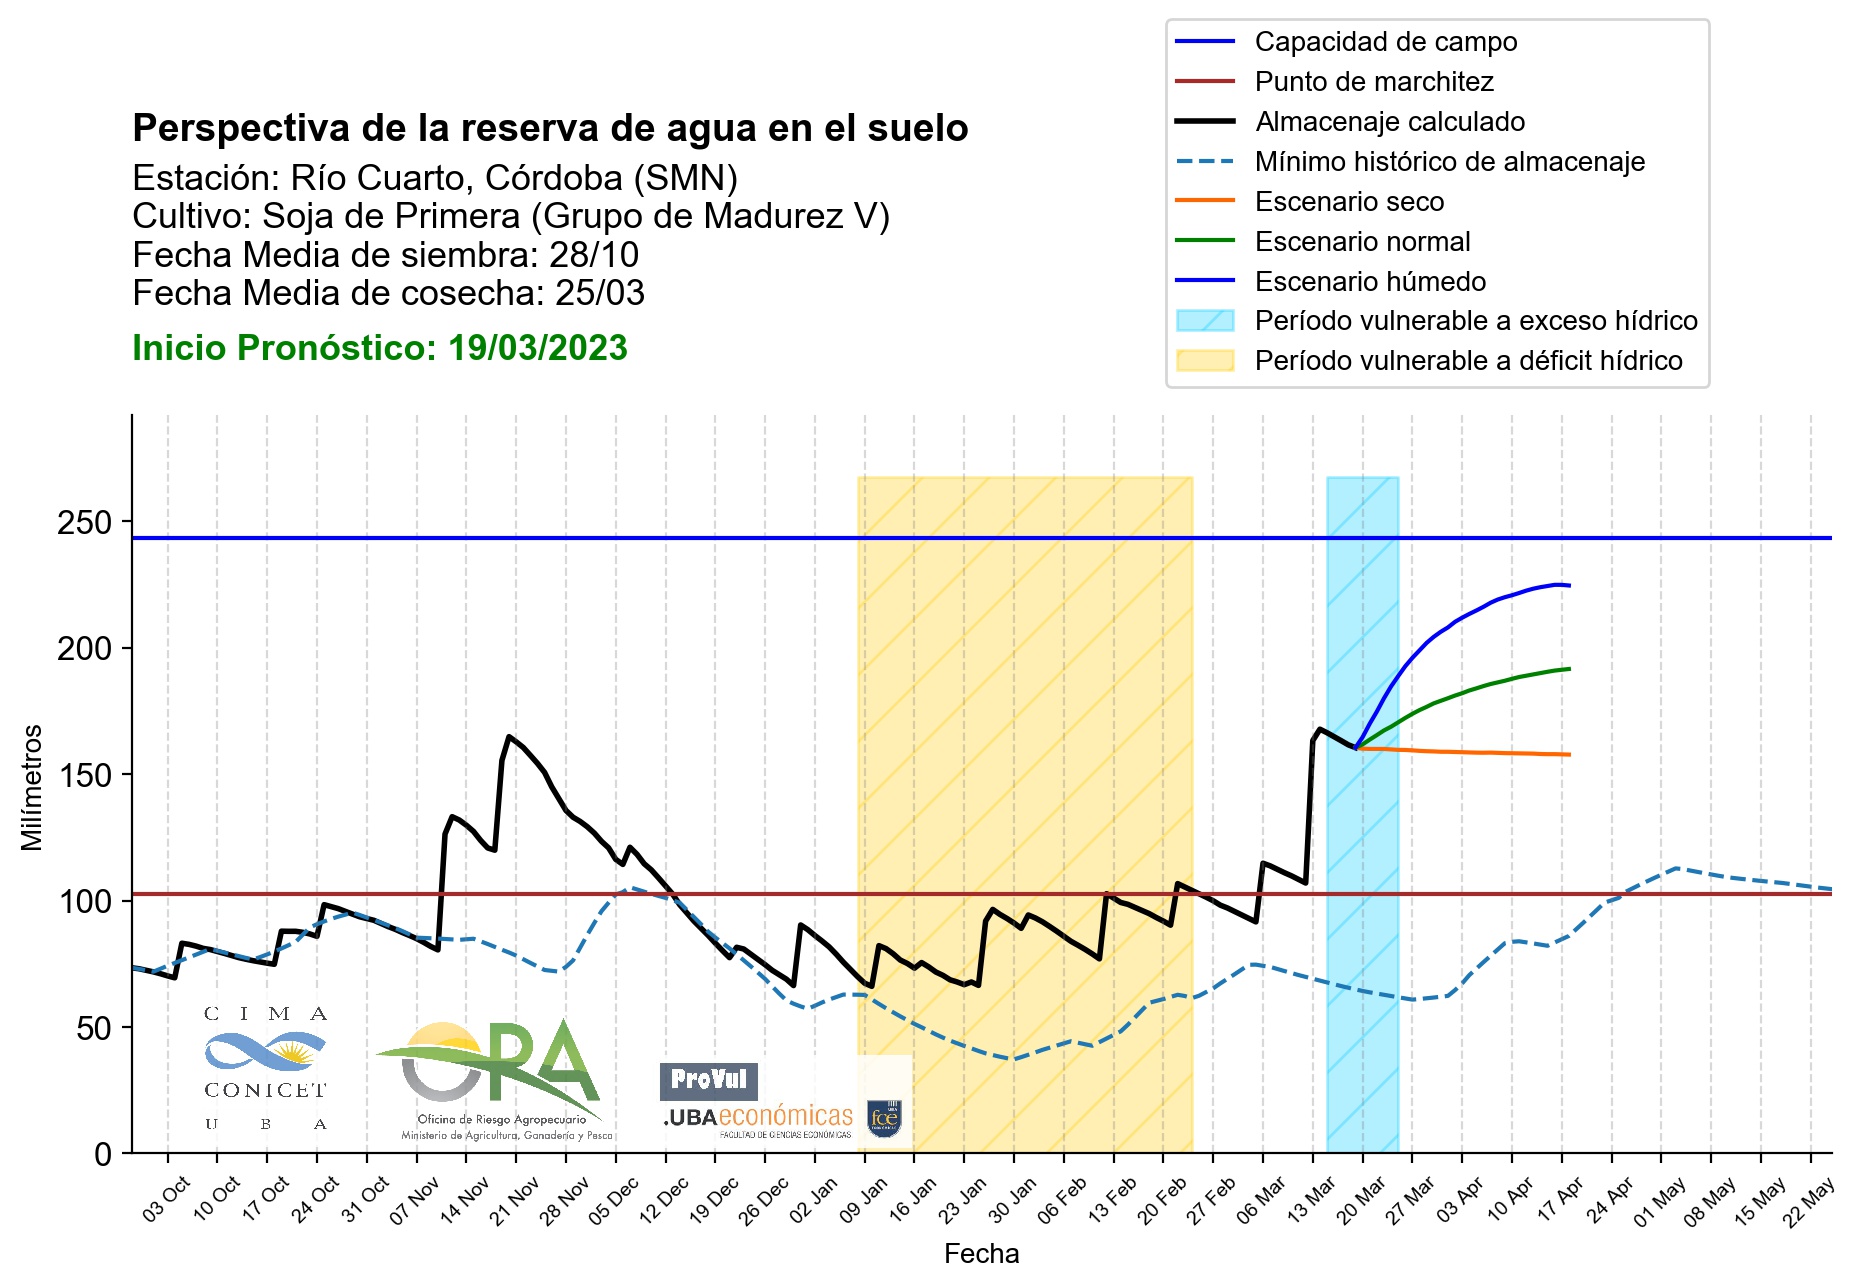 Capacidad de campo
Punto de marchitez
Almacenaje calculado
Mínimo histórico de almacenaje
Escenario seco
Escenario normal
Escenario húmedo
Período vulnerable a exceso hídrico
Período vulnerable a déficit hídrico
Perspectiva de la reserva de agua en el suelo
Estación: Río Cuarto, Córdoba (SMN)
Cultivo: Soja de Primera (Grupo de Madurez V)
Fecha Media de siembra: 28/10
Fecha Media de cosecha: 25/03
Inicio Pronóstico: 19/03/2023
250
200
150
100
50
0
Milímetros
CIMA
CONICET
UBA
ORA
Oficina de Riesgo Agropecuario
Ministerio de Agricultura, Ganadería y Pesca
ProVul
.UBAeconómicas
FACULTAD DE CIENCIAS ECONÓMICAS
fce
03 Oct
10 Oct
17 Oct
24 Oct
31 Oct
07 Nov
14 Nov
21 Nov
28 Nov
05 Dec
12 Dec
19 Dec
26 Dec
02 Jan
09 Jan
16 Jan
23 Jan
30 Jan
06 Feb
13 Feb
20 Feb
27 Feb
06 Mar
13 Mar
20 Mar
27 Mar
03 Apr
10 Apr
17 Apr
24 Apr
01 May
08 May
15 May
22 May
Fecha